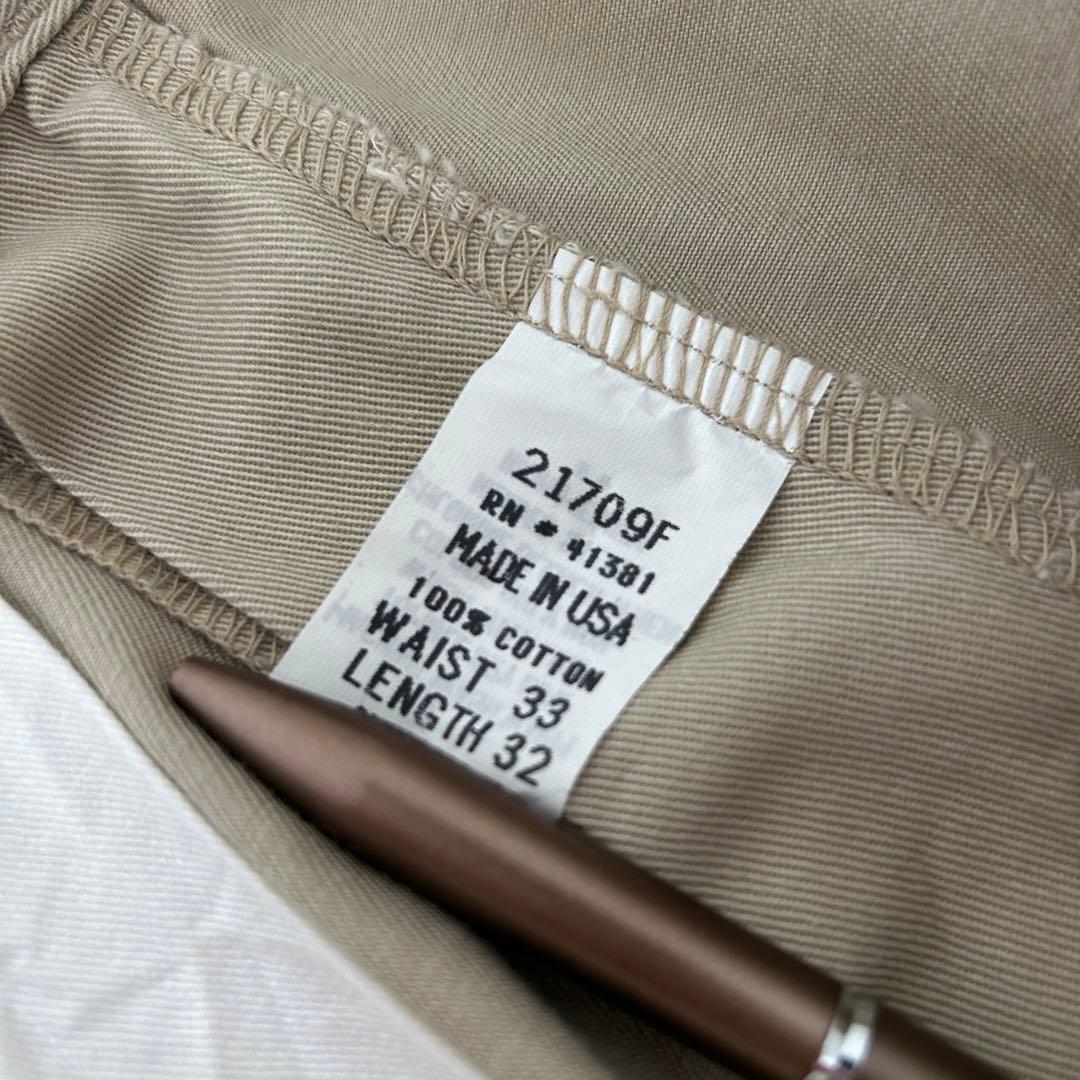 21709F
RN # 41381
MADE IN USA
100% COTTON
WAIST 33
LENGTH 32